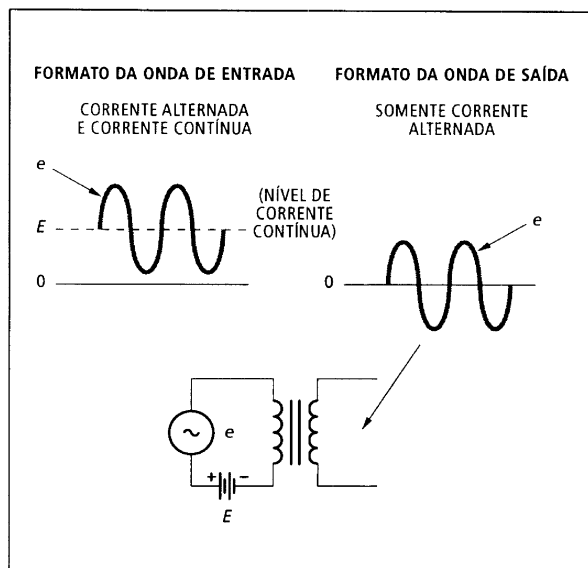 FORMATO DA ONDA DE ENTRADA
CORRENTE ALTERNADA
E CORRENTE CONTÍNUA
e
E
(NÍVEL DE
CORRENTE
CONTÍNUA)
0
FORMATO DA ONDA DE SAÍDA
SOMENTE CORRENTE
ALTERNADA
e
0
~ e
+ −
E